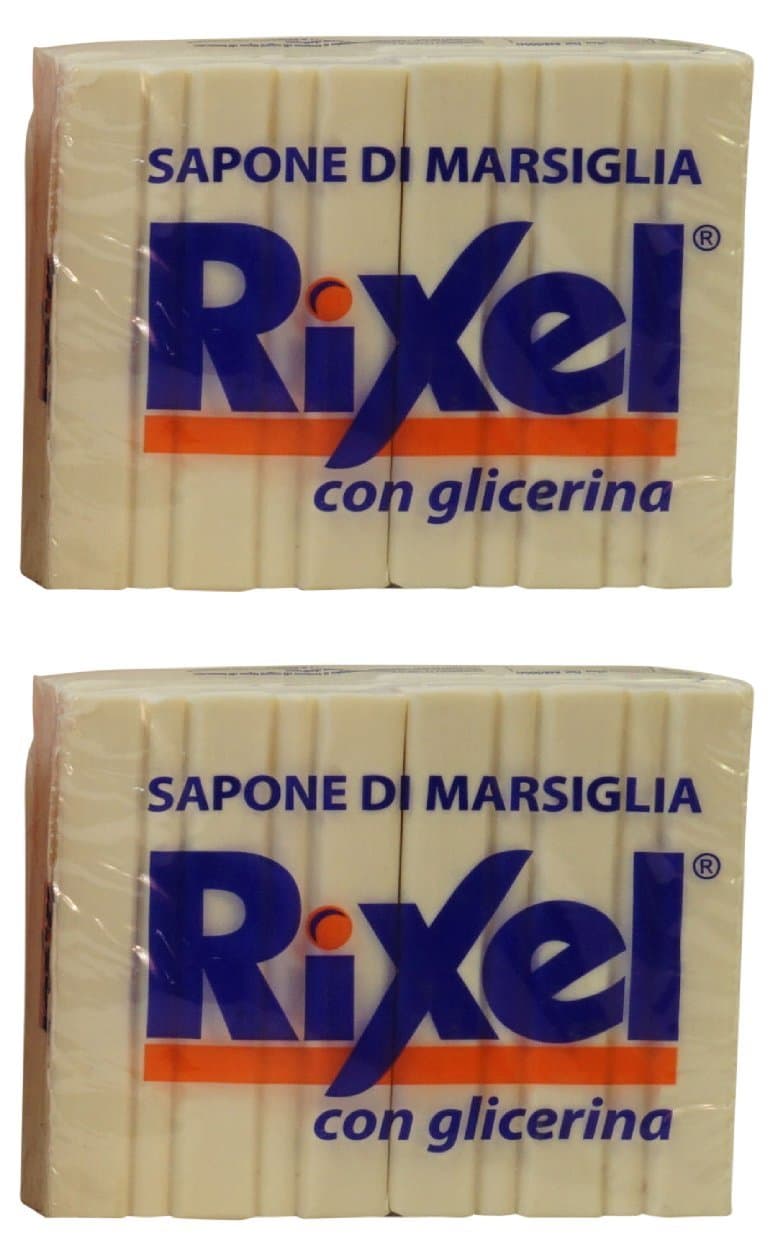 SAPONE DI MARSIGLIA
Rixel®
con glicerina
SAPONE DI MARSIGLIA
Rixel®
con glicerina